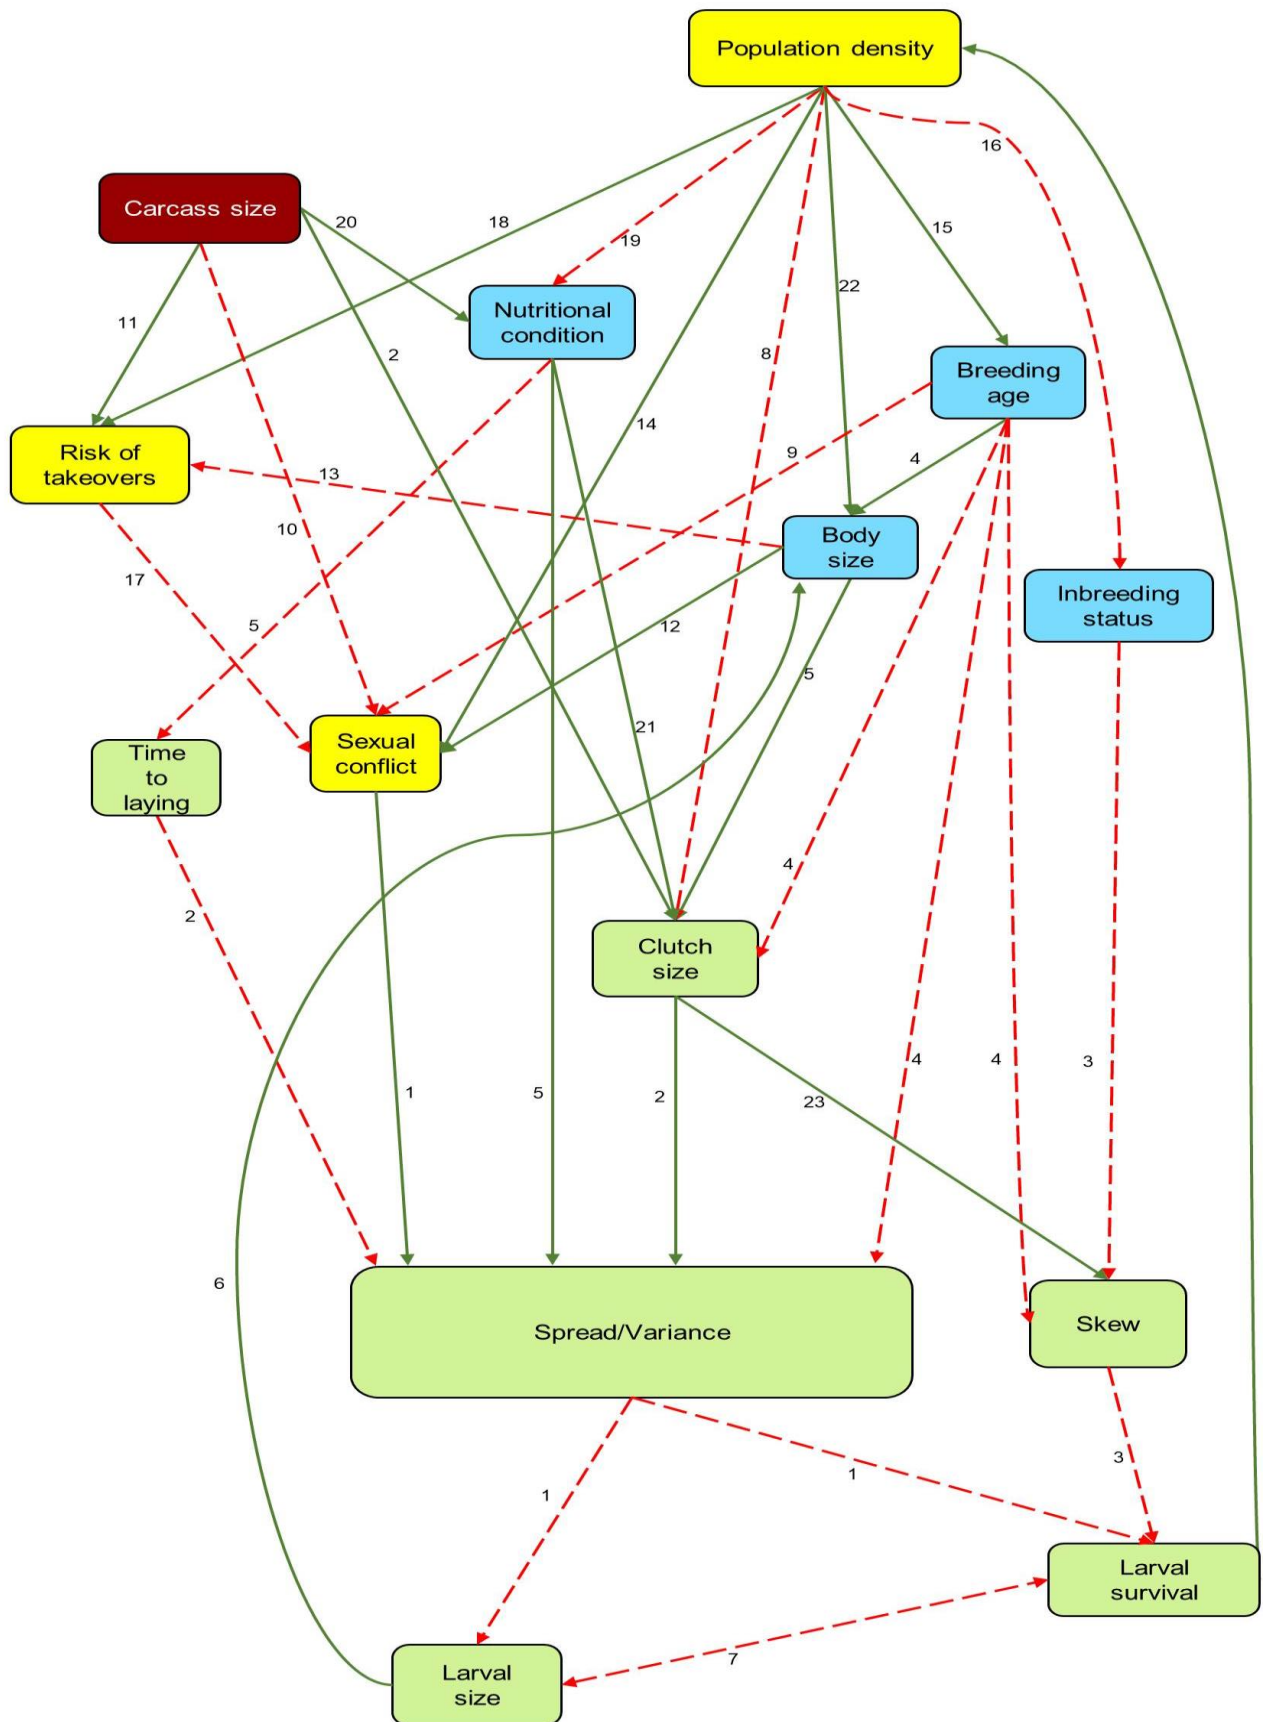 Population density
16
Carcass size
20
18
15
19
22
Nutritional
condition
11
2
8
Breeding
age
14
Risk of
takeovers
9
4
13
10
Body
size
17
Inbreeding
status
5
12
5
21
Sexual
conflict
Time
to
laying
4
2
Clutch
size
4
4
3
1
5
2
23
6
Spread/Variance
Skew
3
1
1
Larval
survival
7
Larval
size